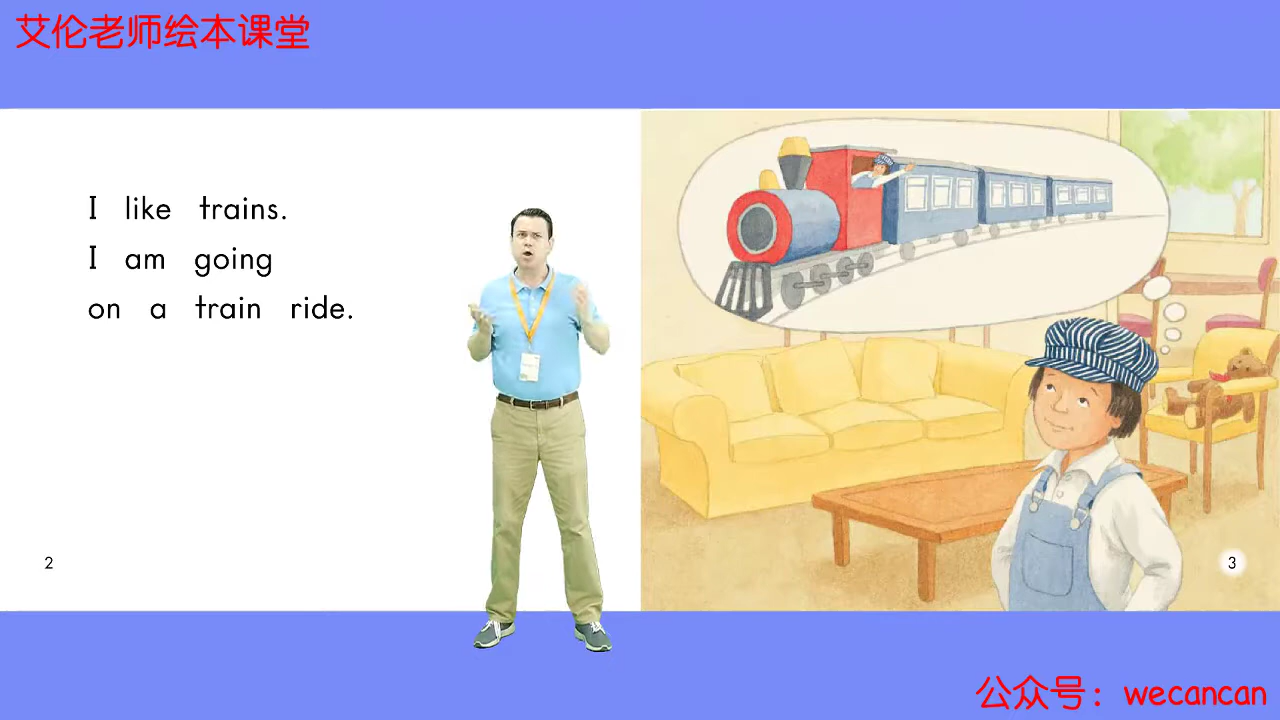 艾伦老师绘本课堂
I like trains.
I am going
on a train ride.
2
3
公众号：wecancan